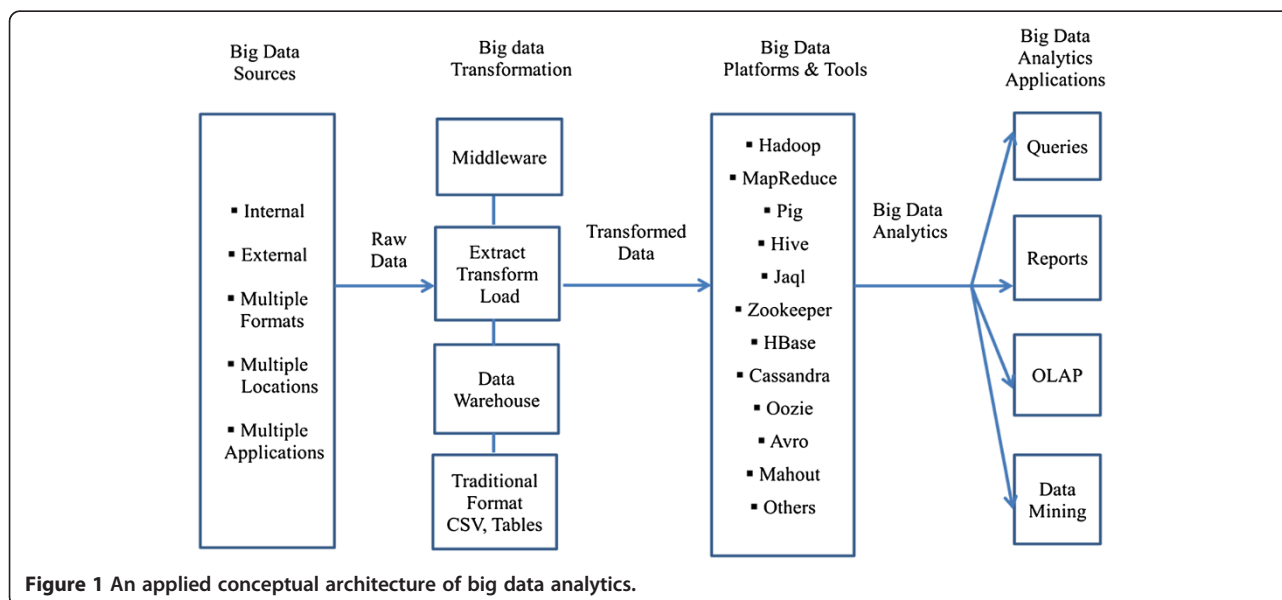 Big Data
Sources
▪ Internal
▪ External
▪ Multiple
Formats
▪ Multiple
Locations
▪ Multiple
Applications
Raw
Data
Big data
Transformation
Middleware
Extract
Transform
Load
Data
Warehouse
Traditional
Format
CSV, Tables
Transformed
Data
Big Data
Platforms & Tools
▪ Hadoop
▪ MapReduce
▪ Pig
▪ Hive
▪ Jaql
▪ Zookeeper
▪ HBase
▪ Cassandra
▪ Oozie
▪ Avro
▪ Mahout
▪ Others
Big Data
Analytics
Big Data
Analytics
Applications
Queries
Reports
OLAP
Data
Mining
Figure 1 An applied conceptual architecture of big data analytics.